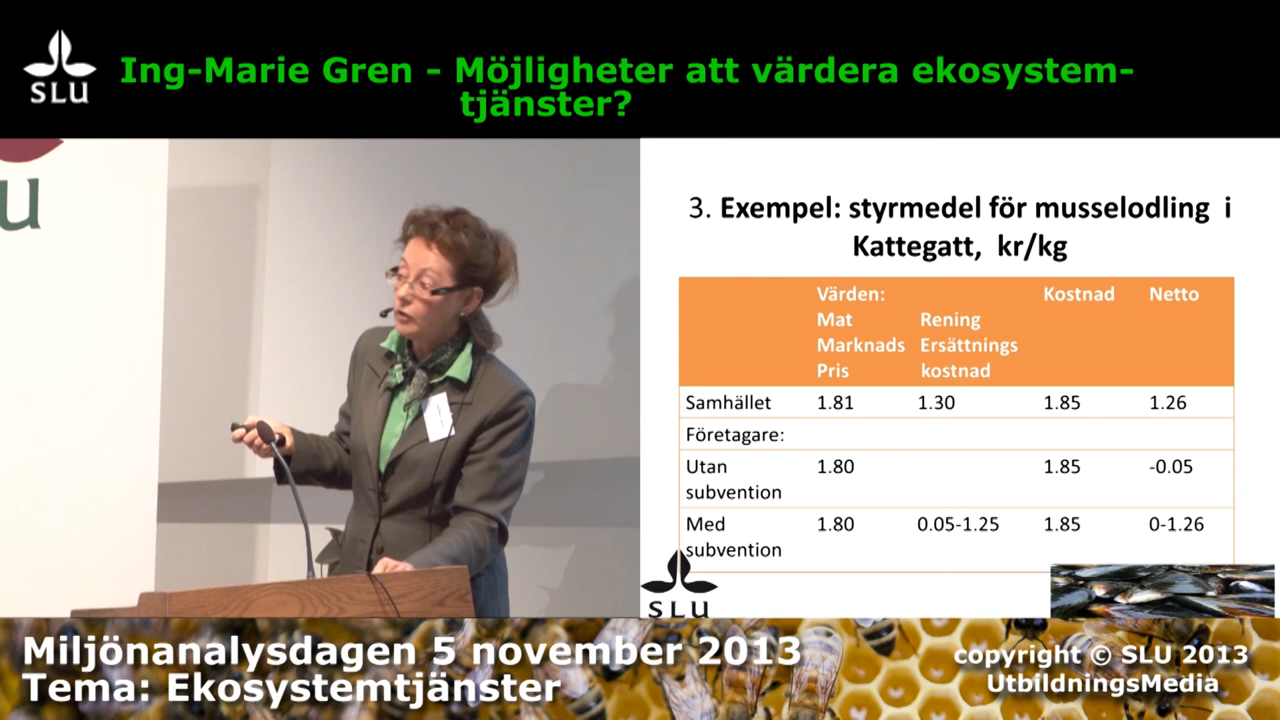 SLU
Ing-Marie Gren - Möjligheter att värdera ekosystem-
tjänster?
u
3. Exempel: styrmedel för musselodling i
Kattegatt, kr/kg
Värden: Kostnad Netto
Mat Rening
Marknads Ersättnings
Pris kostnad
Samhället 1.81 1.30 1.85 1.26
Företagare:
Utan 1.80 1.85 -0.05
subvention
Med 1.80 0.05-1.25 1.85 0-1.26
subvention
SLU
Miljönanalysdagen 5 november 2013
Tema: Ekosystemtjänster
copyright © SLU 2013
UtbildningsMedia